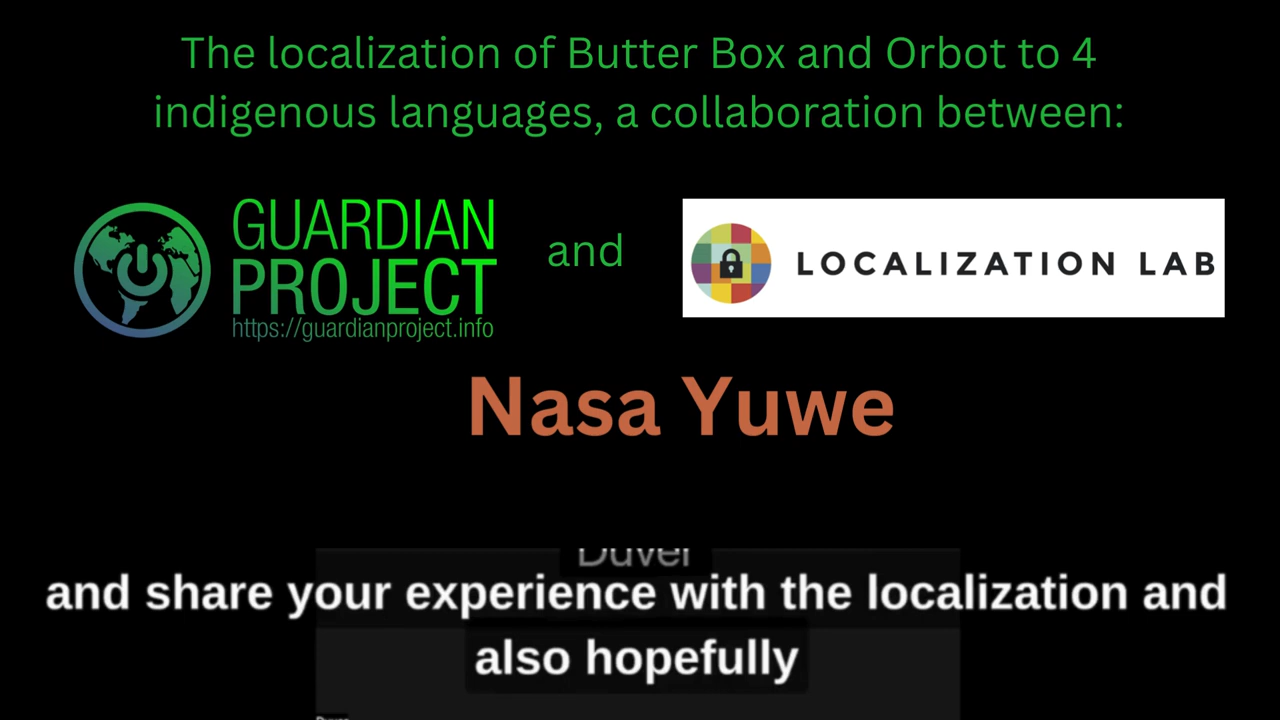 The localization of Butter Box and Orbot to 4
indigenous languages, a collaboration between:
GUARDIAN
PROJECT
https://guardianproject.info
and
LOCALIZATION LAB
Nasa Yuwe
Duver
and share your experience with the localization and
also hopefully